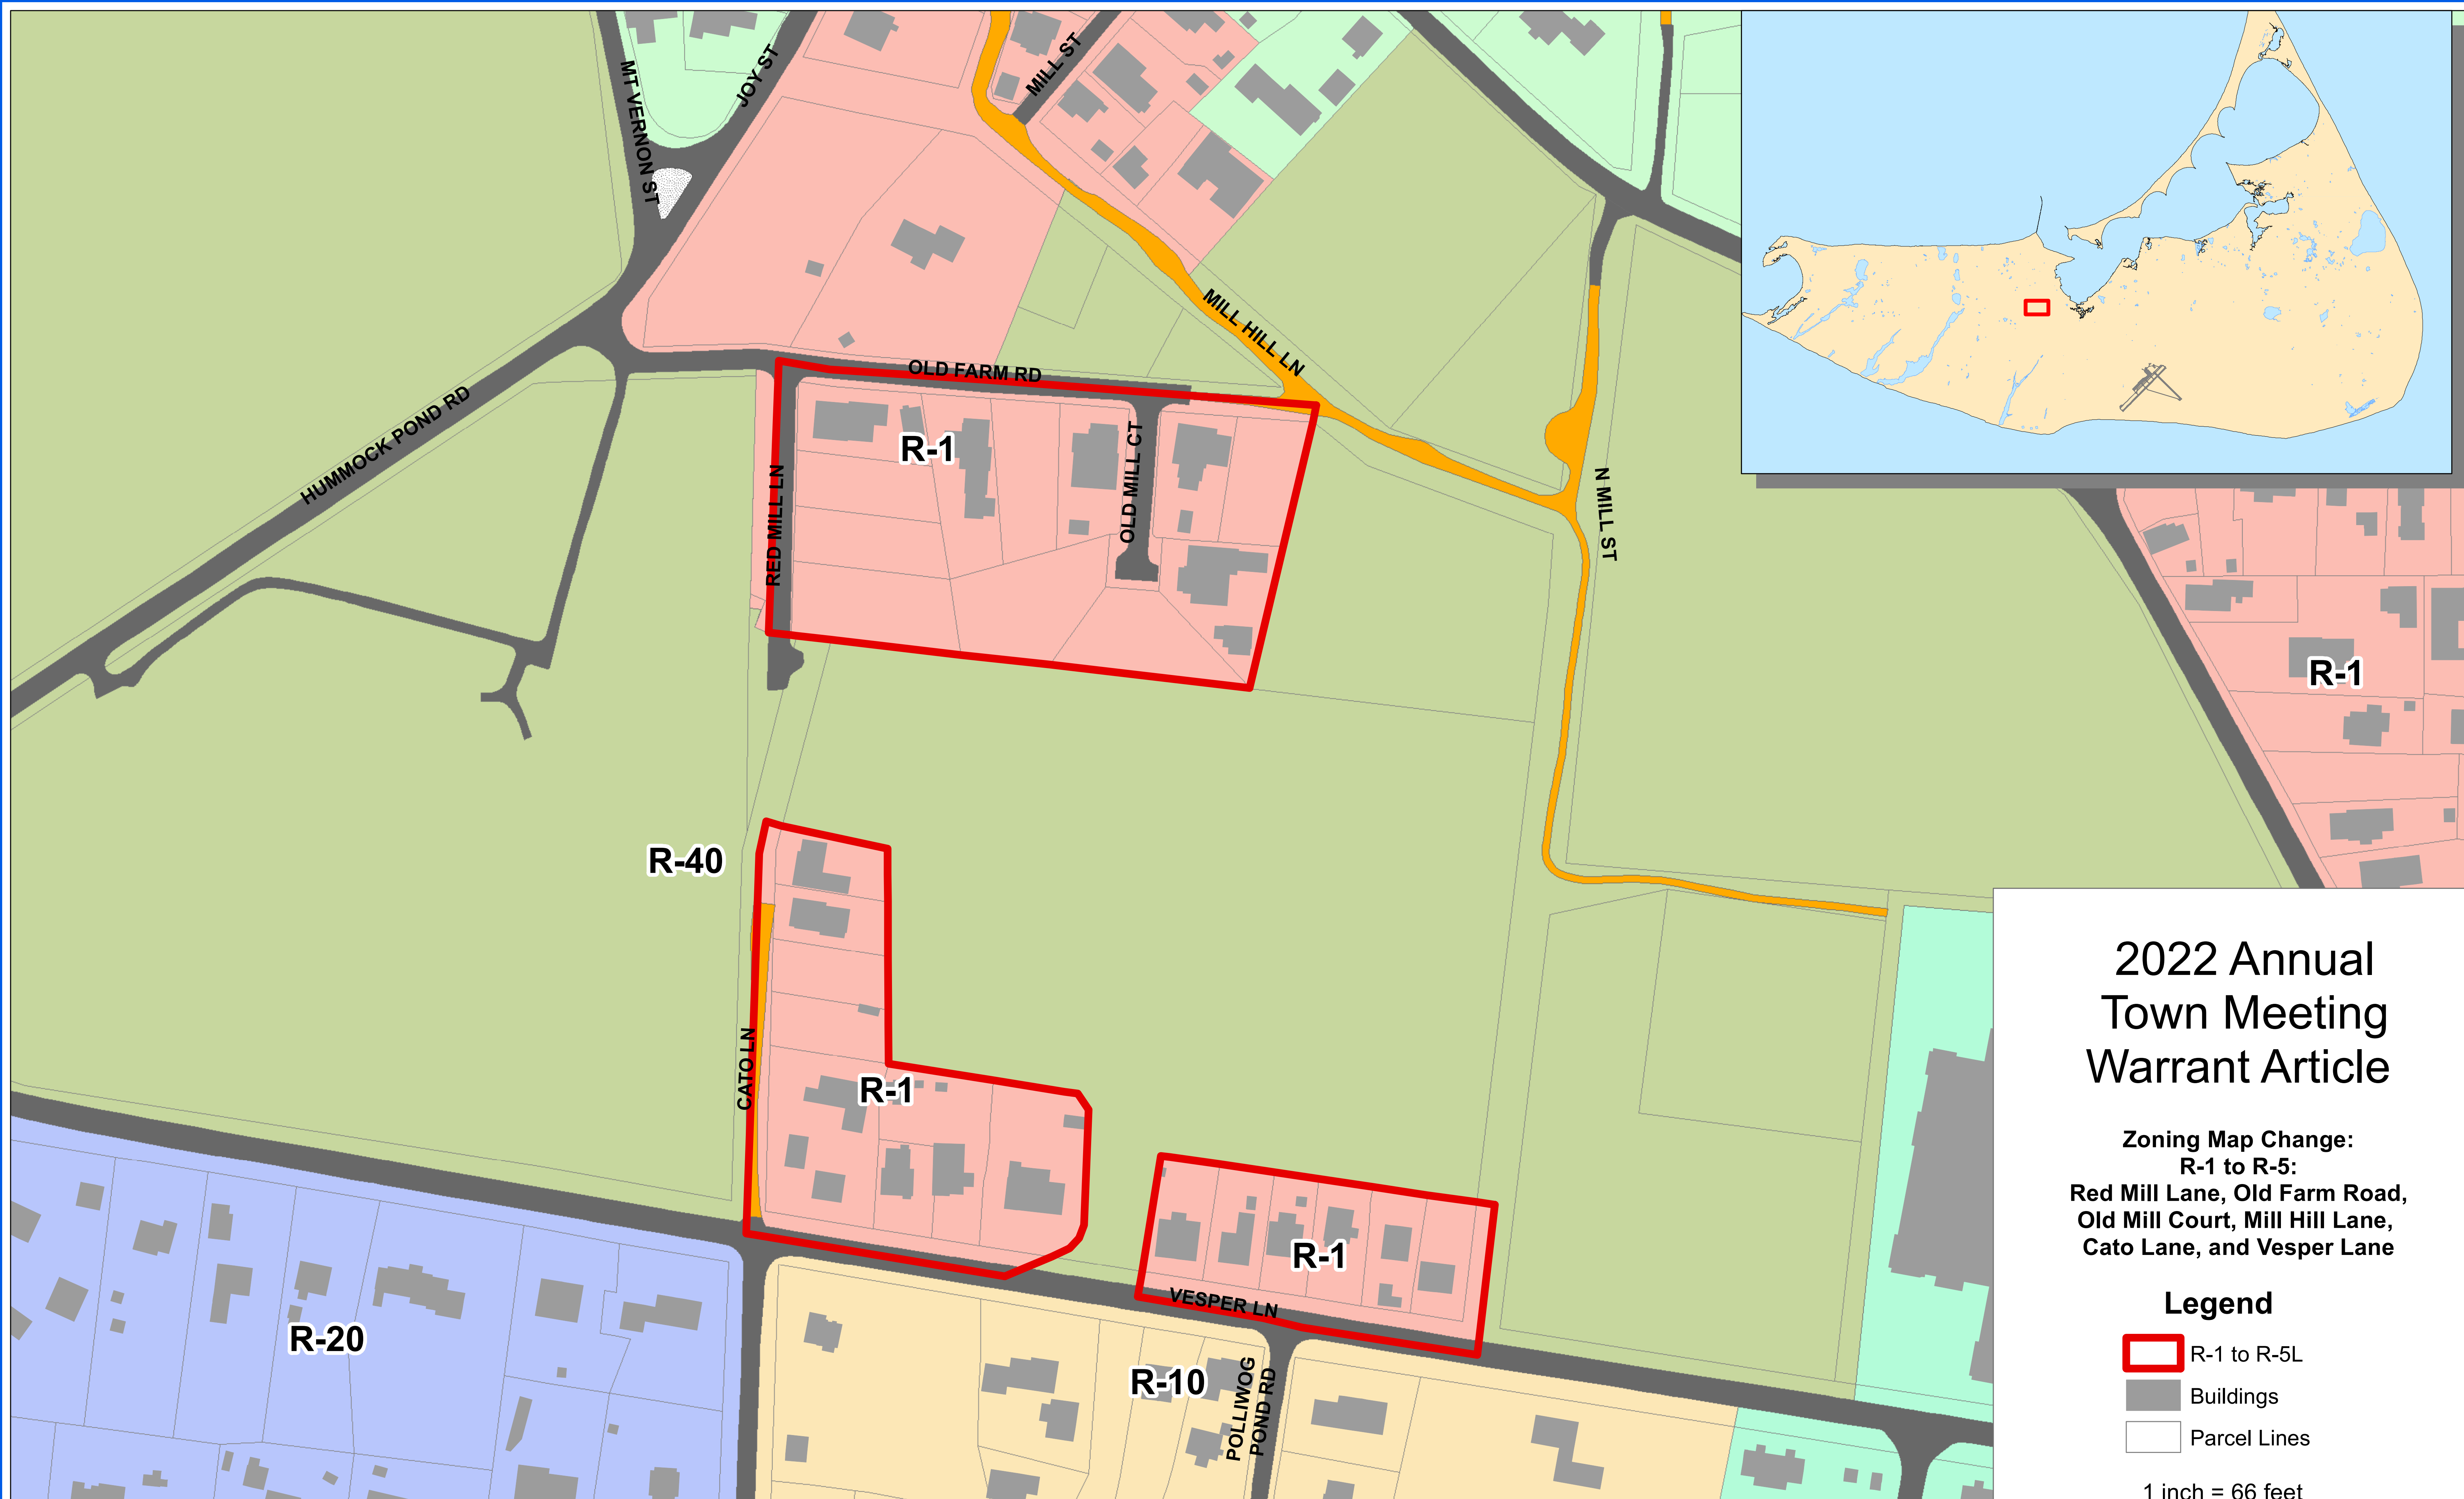 MT VERNON ST
JOY ST
MILL ST
MILL HILL LN
OLD FARM RD
HUMMOCK POND RD
R-1
RED MILL LN
OLD MILL CT
N MILL ST
R-1
R-40
CATO LN
R-1
R-1
VESPER LN
R-20
R-10
POLLIWOG
POND RD
2022 Annual
Town Meeting
Warrant Article
Zoning Map Change:
R-1 to R-5:
Red Mill Lane, Old Farm Road,
Old Mill Court, Mill Hill Lane,
Cato Lane, and Vesper Lane
Legend
R-1 to R-5L
Buildings
Parcel Lines
1 inch = 66 feet